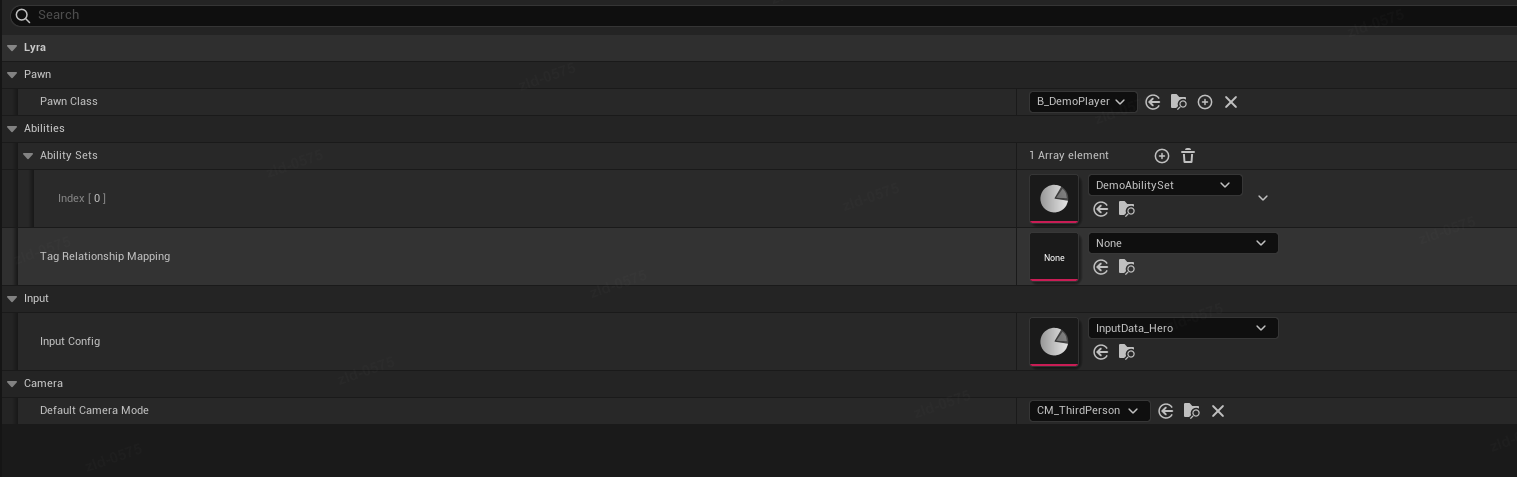 Search
Lyra
Pawn
Pawn Class
B_DemoPlayer
Abilities
Ability Sets
1 Array element
Index [ 0 ]
DemoAbilitySet
Tag Relationship Mapping
None
None
Input
Input Config
InputData_Hero
Camera
Default Camera Mode
CM_ThirdPerson